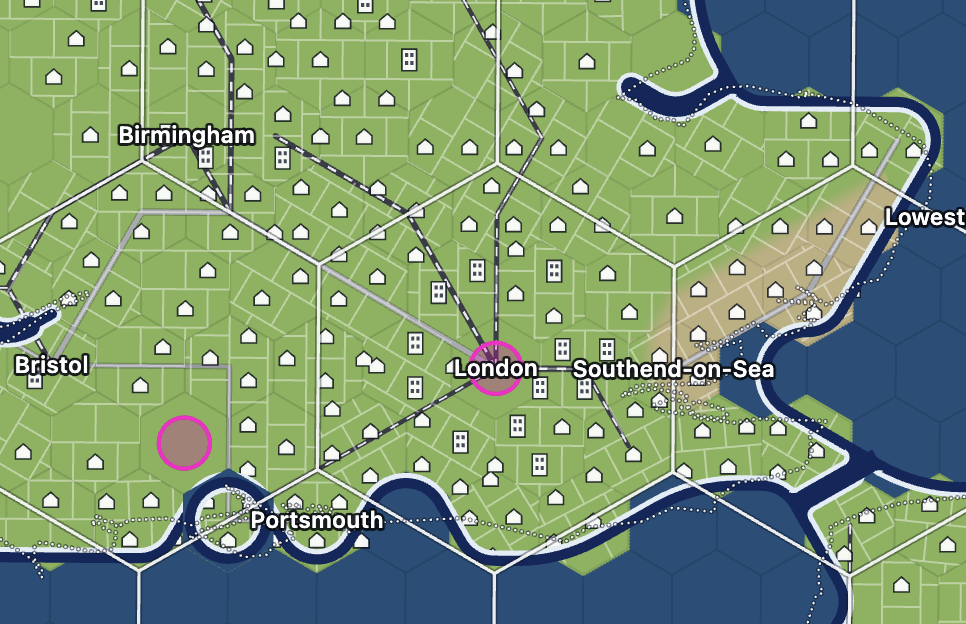 Birmingham
Lowest
Bristol
London
Southend-on-Sea
Portsmouth